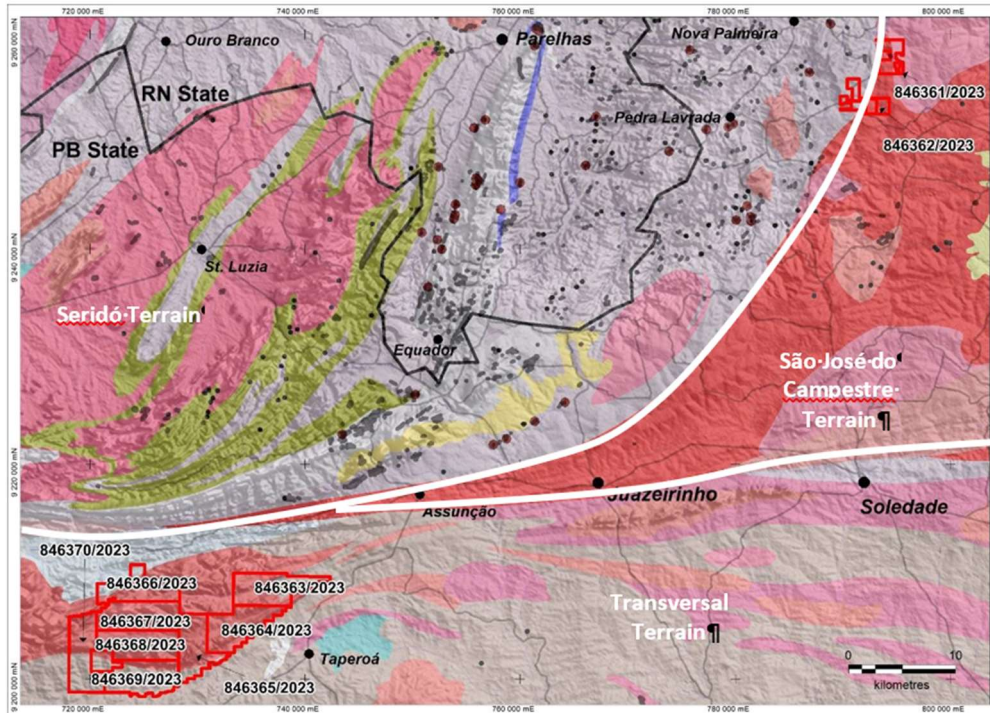 720 000 mE
740 000 mE
760 000 mE
780 000 mE
800 000 mE
9 260 000 mN
Ouro Branco
Parelhas
Nova Palmeira
RN State
846361/2023
Pedra Lavrada
PB State
846362/2023
9 240 000 mN
St. Luzia
Seridó Terrain
Equador
São·José·do·
Campestre·
Terrain¶
9 220 000 mN
Juazeirinho
Assunção
Soledade
846370/2023
846366/2023
846363/2023
846367/2023
846364/2023
846368/2023
Transversal
Terrain¶
Taperoá
846369/2023
846365/2023
0
10
kilometres
9 200 000 mN
720 000 mE
740 000 mE
760 000 mE
780 000 mE
800 000 mE